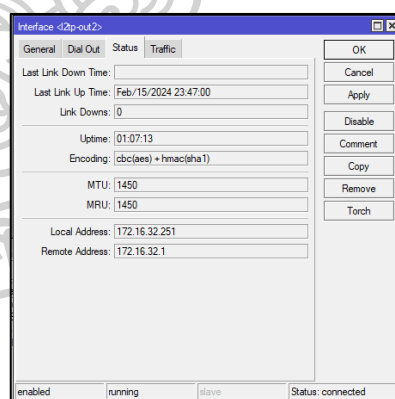 Interface <l2tp-out2>
General Dial Out Status Traffic
Last Link Down Time:
Last Link Up Time: Feb/15/2024 23:47:00
Link Downs: 0
Uptime: 01:07:13
Encoding: cbc(aes) + hmac(sha1)
MTU: 1450
MRU: 1450
Local Address: 172.16.32.251
Remote Address: 172.16.32.1
OK
Cancel
Apply
Disable
Comment
Copy
Remove
Torch
enabled running slave Status: connected